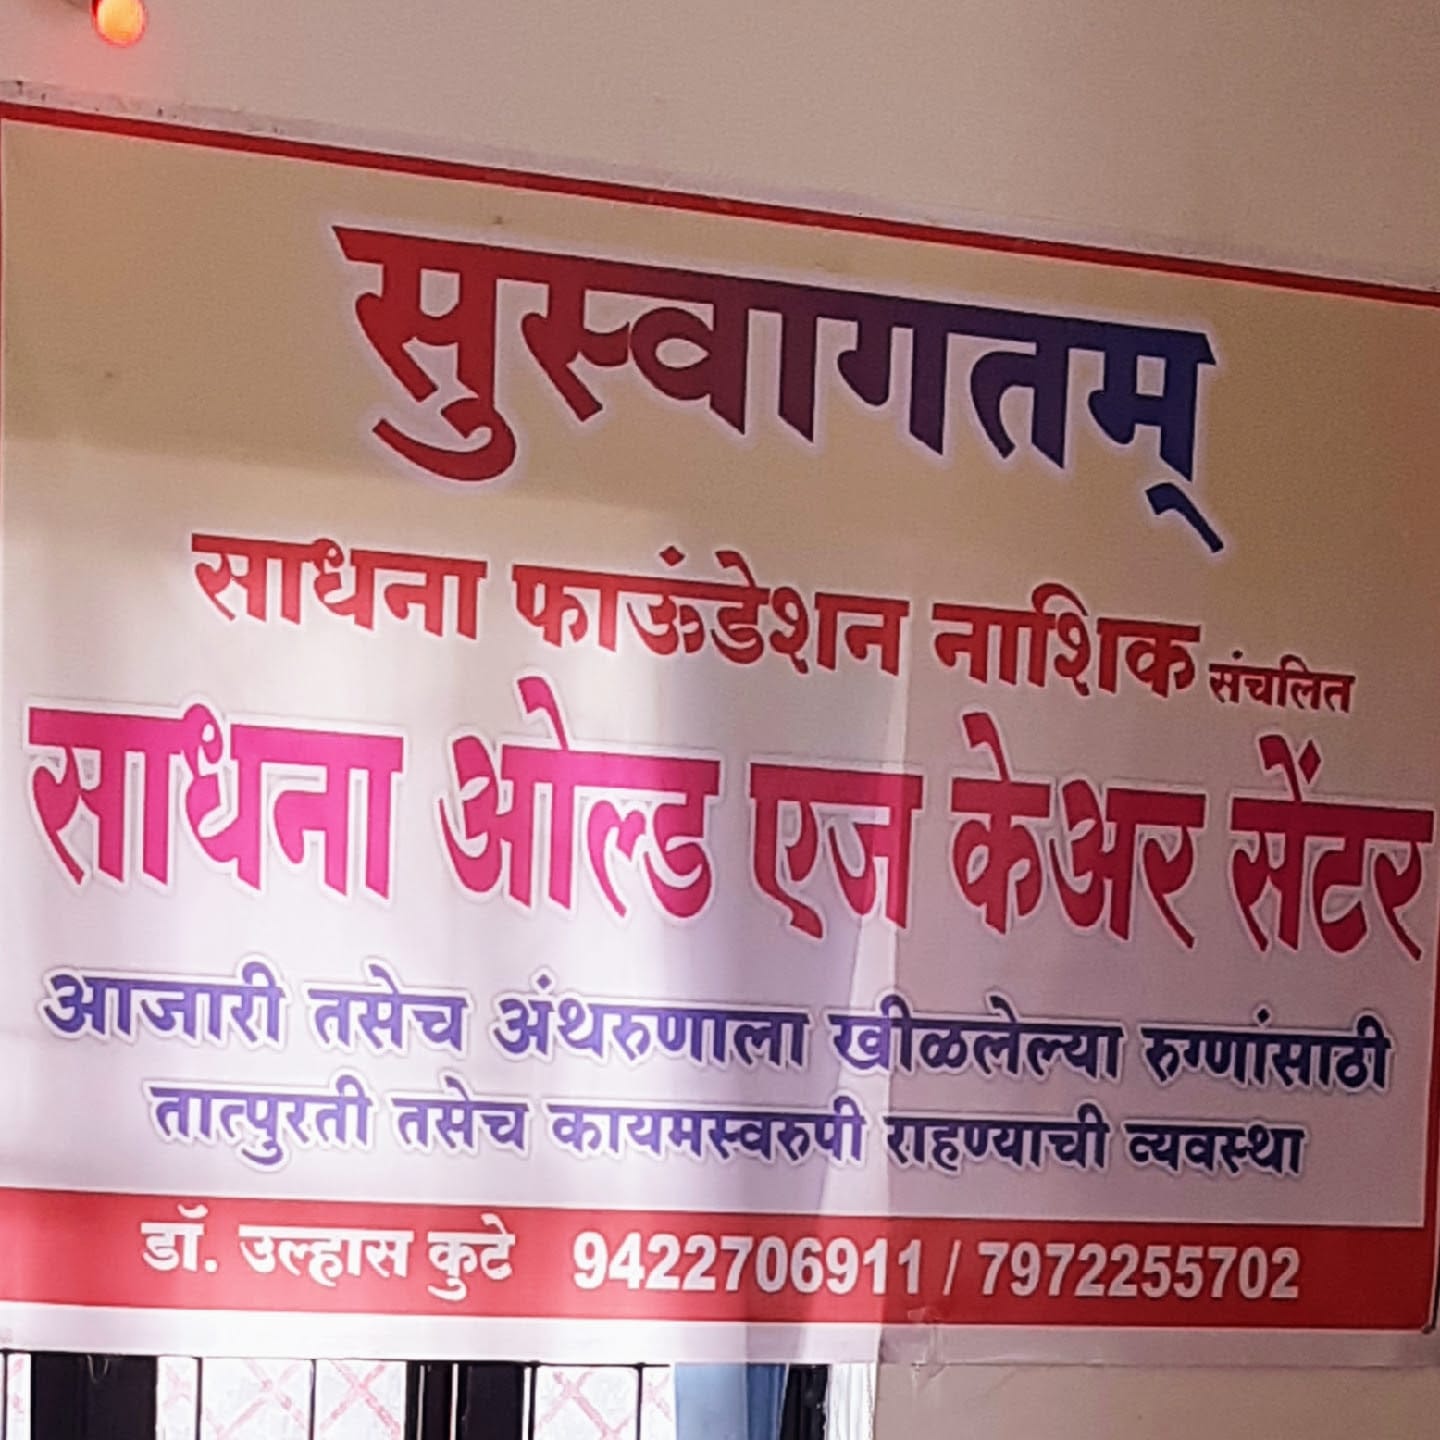 सुस्वागतम्
साधना फाऊंडेशन नाशिक संचलित
साधना ओल्ड एज केअर सेंटर
आजारी तसेच अंथरुणाला खीळलेल्या रुग्णांसाठी
तात्पुरती तसेच कायमस्वरुपी राहण्याची व्यवस्था
डॉ. उल्हास कुटे 9422706911 / 7972255702